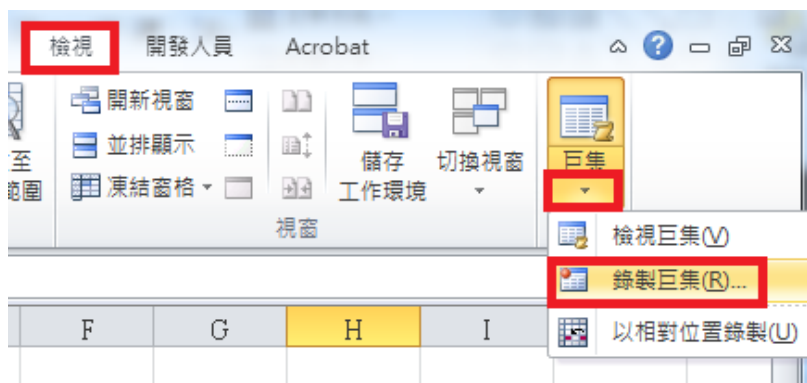 檢視 開發人員 Acrobat
開新視窗
並排顯示
凍結窗格
至
範圍
儲存
工作環境
切換視窗
巨集
視窗
檢視巨集(V)
錄製巨集(R)...
以相對位置錄製(U)
F G H I